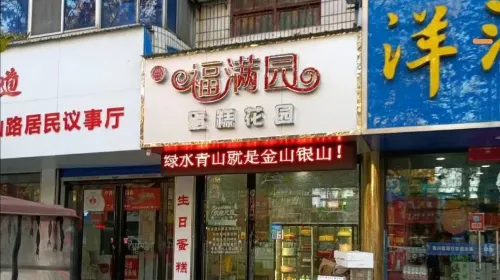 道
山路居民议事厅
福满园
蛋糕花园
绿水青山就是金山银山！
生日蛋糕
洋